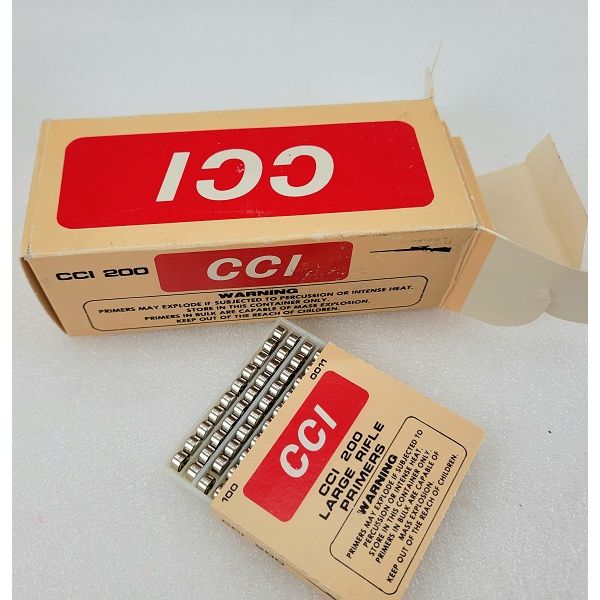 CCI
CCI 200
CCI
WARNING
PRIMERS MAY EXPLODE IF SUBJECTED TO PERCUSSION OR INTENSE HEAT.
STORE IN THIS CONTAINER ONLY.
PRIMERS IN BULK ARE CAPABLE OF MASS EXPLOSION.
KEEP OUT OF THE REACH OF CHILDREN.
100
0011
CCI
CCI 200
LARGE RIFLE
PRIMERS
WARNING
PRIMERS MAY EXPLODE IF SUBJECTED TO
PERCUSSION OR INTENSE HEAT.
STORE IN THIS CONTAINER ONLY.
PRIMERS IN BULK ARE CAPABLE OF
MASS EXPLOSION.
KEEP OUT OF THE REACH OF CHILDREN.